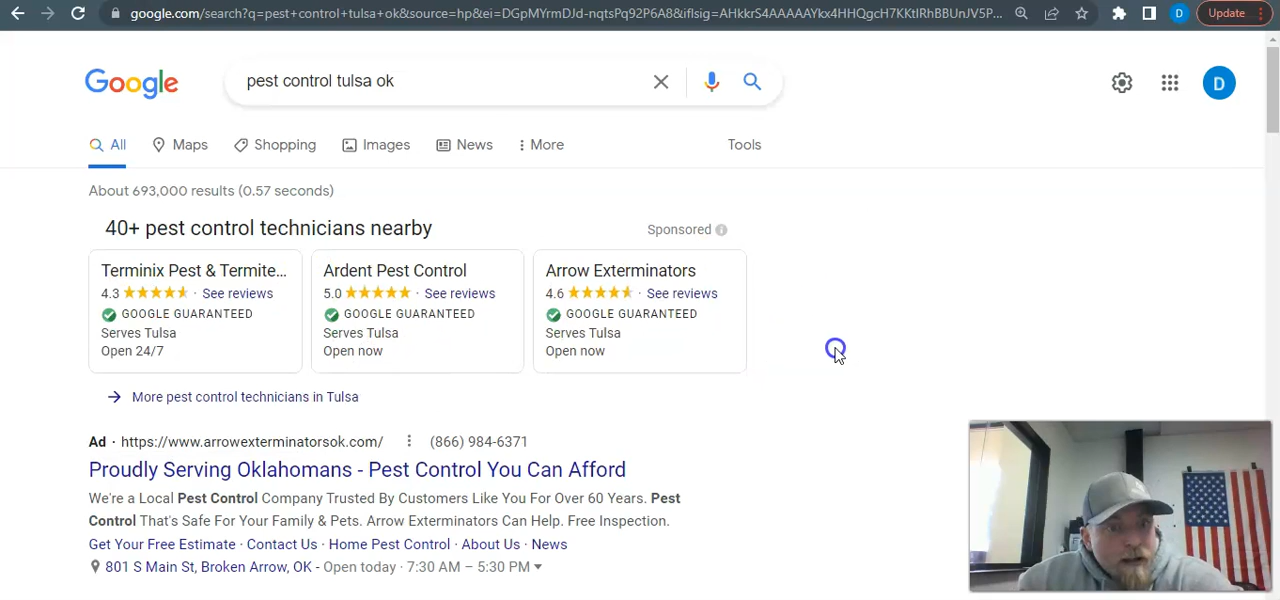 google.com/search?q=pest+control+tulsa+ok&source=hp&ei=DGpMYrmDJd-nqtsPq92P6A8&iflsig=AHkkrS4AAAAAYkx4HHQgcH7KKtlRhBBUnJV5P...
D
Update
Google
pest control tulsa ok
D
All
Maps
Shopping
Images
News
More
Tools
About 693,000 results (0.57 seconds)
40+ pest control technicians nearby
Sponsored
Terminix Pest & Termite...
4.3 · See reviews
GOOGLE GUARANTEED
Serves Tulsa
Open 24/7
Ardent Pest Control
5.0 · See reviews
GOOGLE GUARANTEED
Serves Tulsa
Open now
Arrow Exterminators
4.6 · See reviews
GOOGLE GUARANTEED
Serves Tulsa
Open now
More pest control technicians in Tulsa
Ad · https://www.arrowexterminatorsok.com/ (866) 984-6371
Proudly Serving Oklahomans - Pest Control You Can Afford
We're a Local Pest Control Company Trusted By Customers Like You For Over 60 Years. Pest
Control That's Safe For Your Family & Pets. Arrow Exterminators Can Help. Free Inspection.
Get Your Free Estimate · Contact Us · Home Pest Control · About Us · News
801 S Main St, Broken Arrow, OK - Open today · 7:30 AM – 5:30 PM